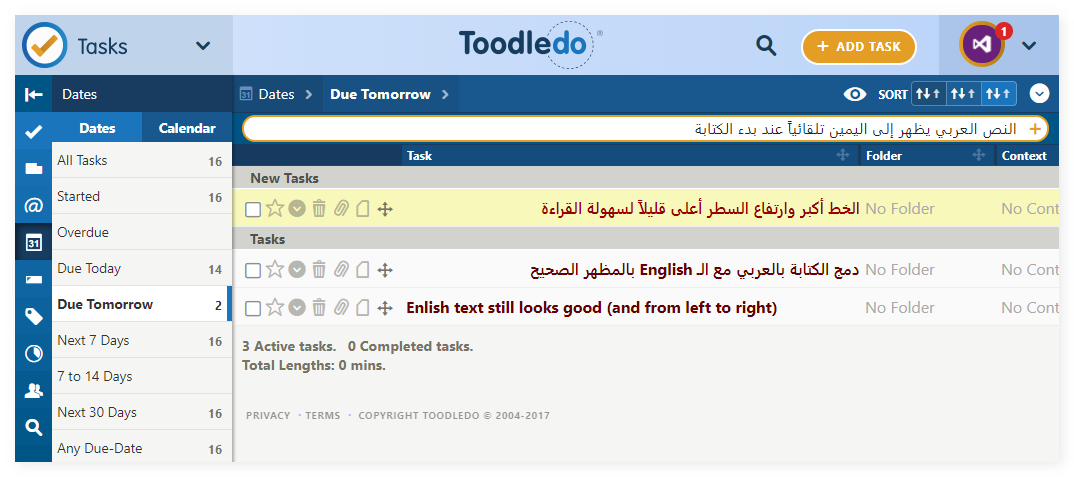 Tasks
Toodledo®
+ ADD TASK
1
Dates
31 Dates > Due Tomorrow >
SORT
Dates Calendar
النص العربي يظهر إلى اليمين تلقائياً عند بدء الكتابة +
Task Folder Context
All Tasks 16
New Tasks
Started 16
الخط أكبر وارتفاع السطر أعلى قليلاً لسهولة القراءة
No Folder No Cont
Overdue
31
Tasks
Due Today 14
دمج الكتابة بالعربي مع الـ English بالمظهر الصحيح
No Folder No Cont
Due Tomorrow 2
Enlish text still looks good (and from left to right) No Folder No Cont
Next 7 Days 16
3 Active tasks. 0 Completed tasks.
Total Lengths: 0 mins.
7 to 14 Days
Next 30 Days 16
PRIVACY · TERMS · COPYRIGHT TOODLEDO © 2004-2017
Any Due-Date 16